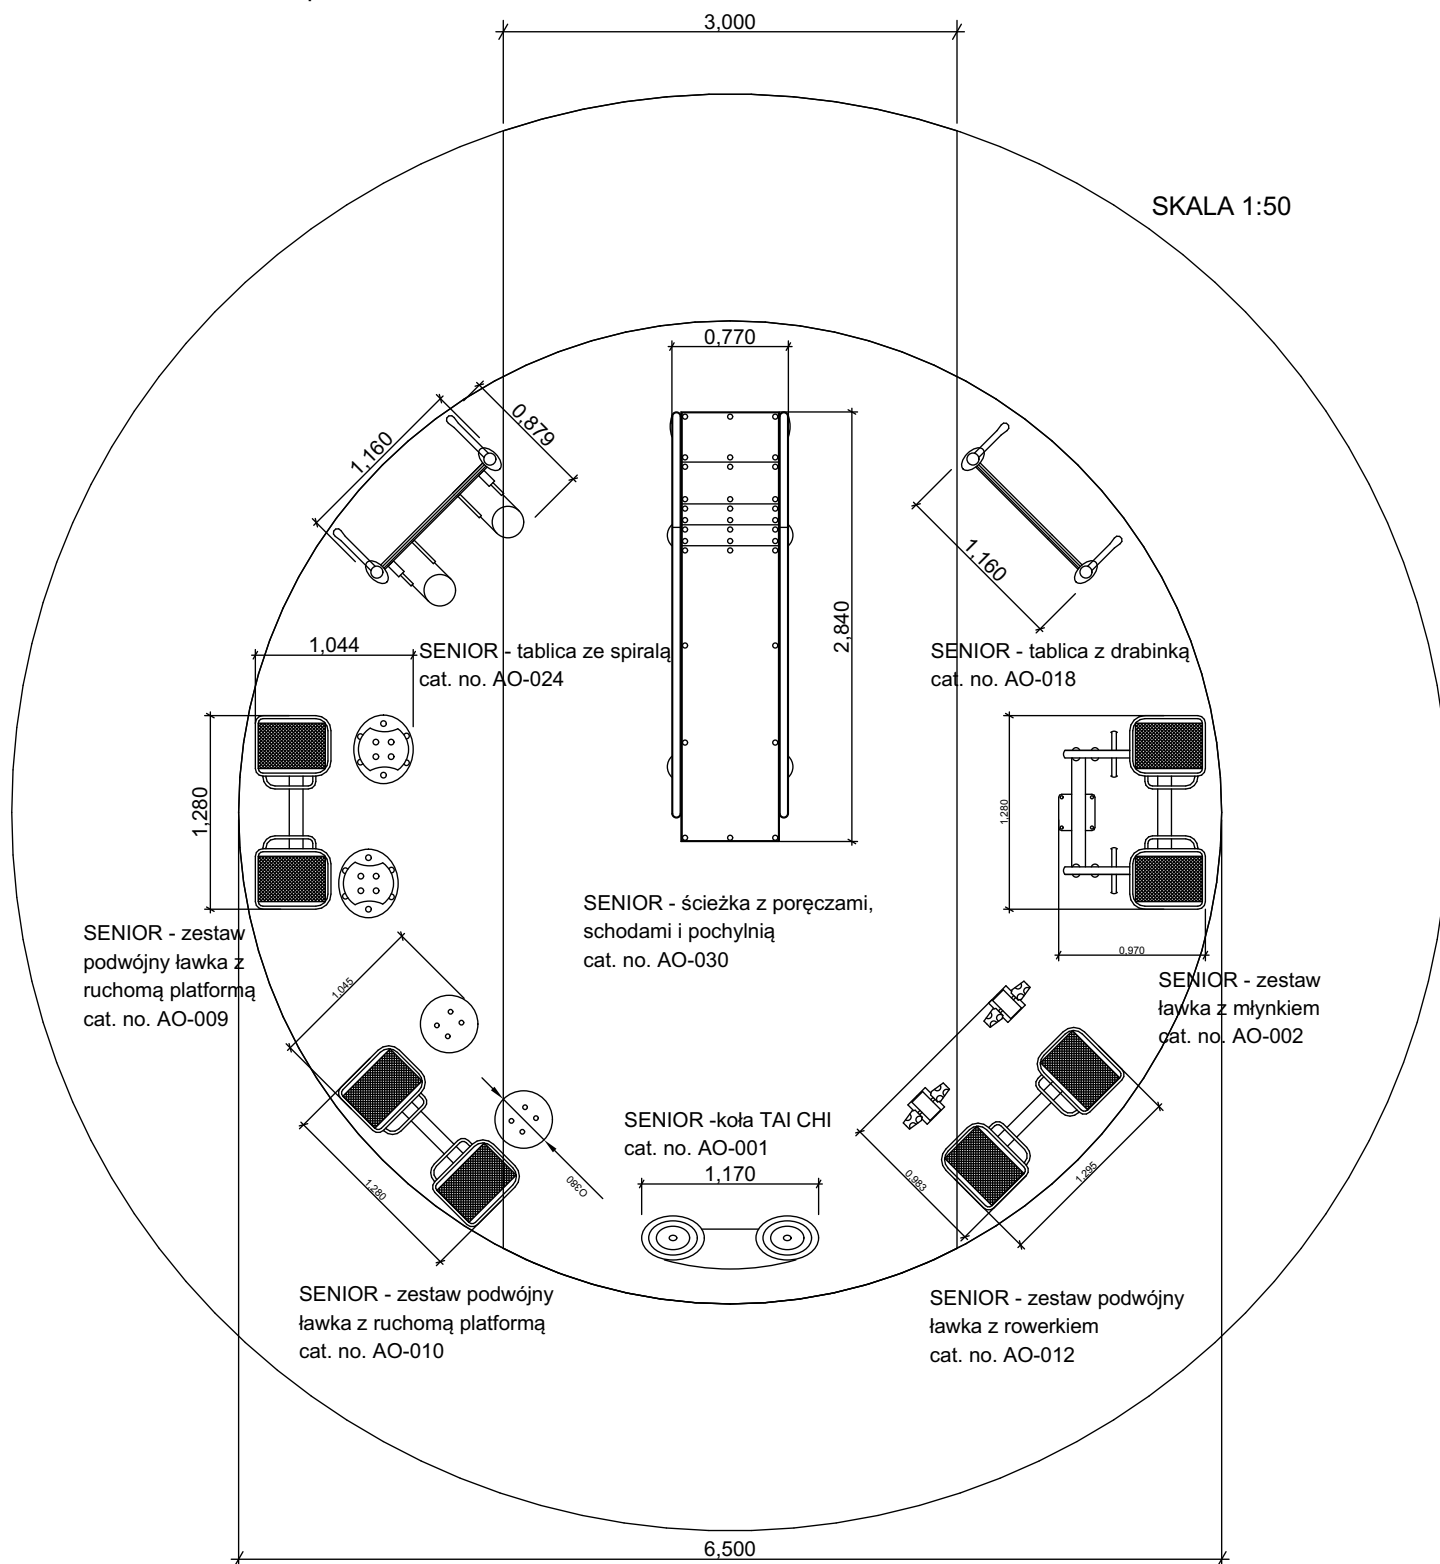 3,000
SKALA 1:50
0,770
1,160
0,879
1,160
2,840
1,044
SENIOR - tablica ze spiralą
cat. no. AO-024
SENIOR - tablica z drabinką
cat. no. AO-018
1,280
1,280
SENIOR - ścieżka z poręczami,
schodami i pochylnią
cat. no. AO-030
SENIOR - zestaw
podwójny ławka z
ruchomą platformą
cat. no. AO-009
0,970
SENIOR - zestaw
ławka z młynkiem
cat. no. AO-002
1,045
SENIOR -koła TAI CHI
cat. no. AO-001
1,170
1,280
O380
0,983
1,295
SENIOR - zestaw podwójny
ławka z ruchomą platformą
cat. no. AO-010
SENIOR - zestaw podwójny
ławka z rowerkiem
cat. no. AO-012
6,500